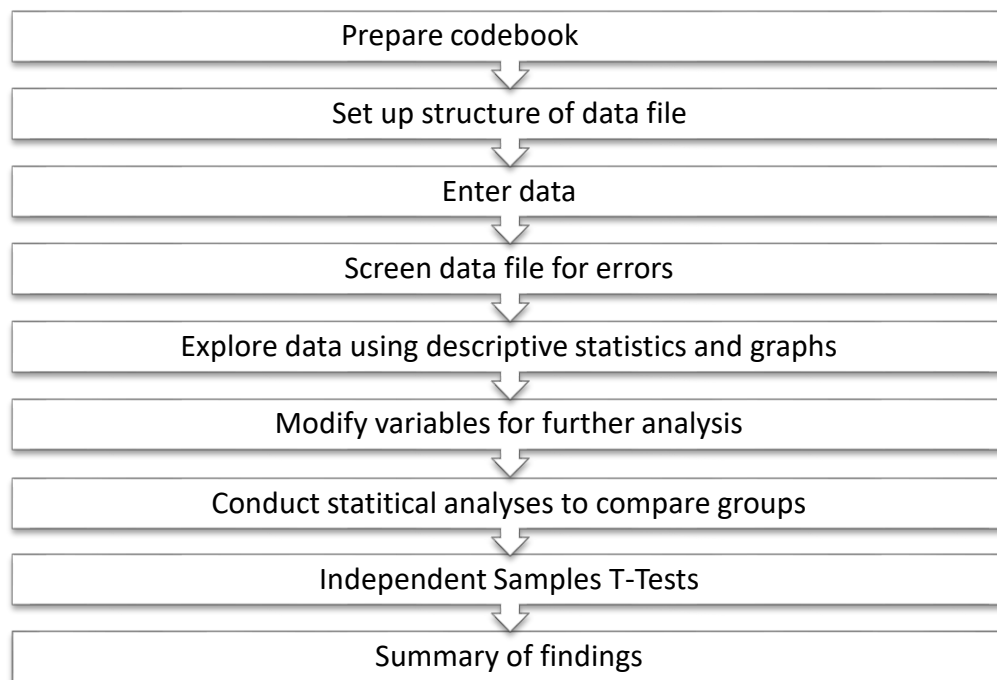 Prepare codebook
Set up structure of data file
Enter data
Screen data file for errors
Explore data using descriptive statistics and graphs
Modify variables for further analysis
Conduct statitical analyses to compare groups
Independent Samples T-Tests
Summary of findings